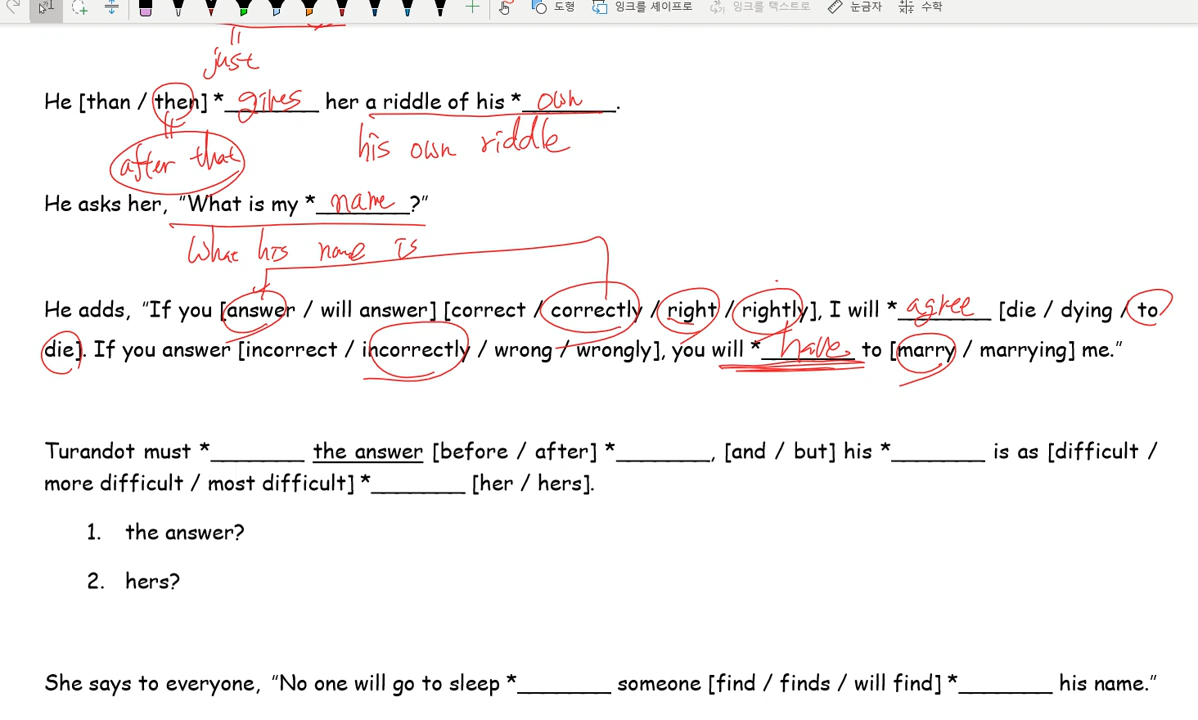 도형 잉크를 셰이프로 잉크를 텍스트로 눈금자 수학
just
He [than / then] *gives her a riddle of his *own.
after that his own riddle
He asks her, “What is my *name?”
What his name is
He adds, “If you [answer / will answer] [correct / correctly / right / rightly], I will *agree [die / dying / to
die]. If you answer [incorrect / incorrectly / wrong / wrongly], you will *have to [marry / marrying] me.”
Turandot must *________ the answer [before / after] *________, [and / but] his *________ is as [difficult /
more difficult / most difficult] *________ [her / hers].
1. the answer?
2. hers?
She says to everyone, “No one will go to sleep *________ someone [find / finds / will find] *________ his name.”